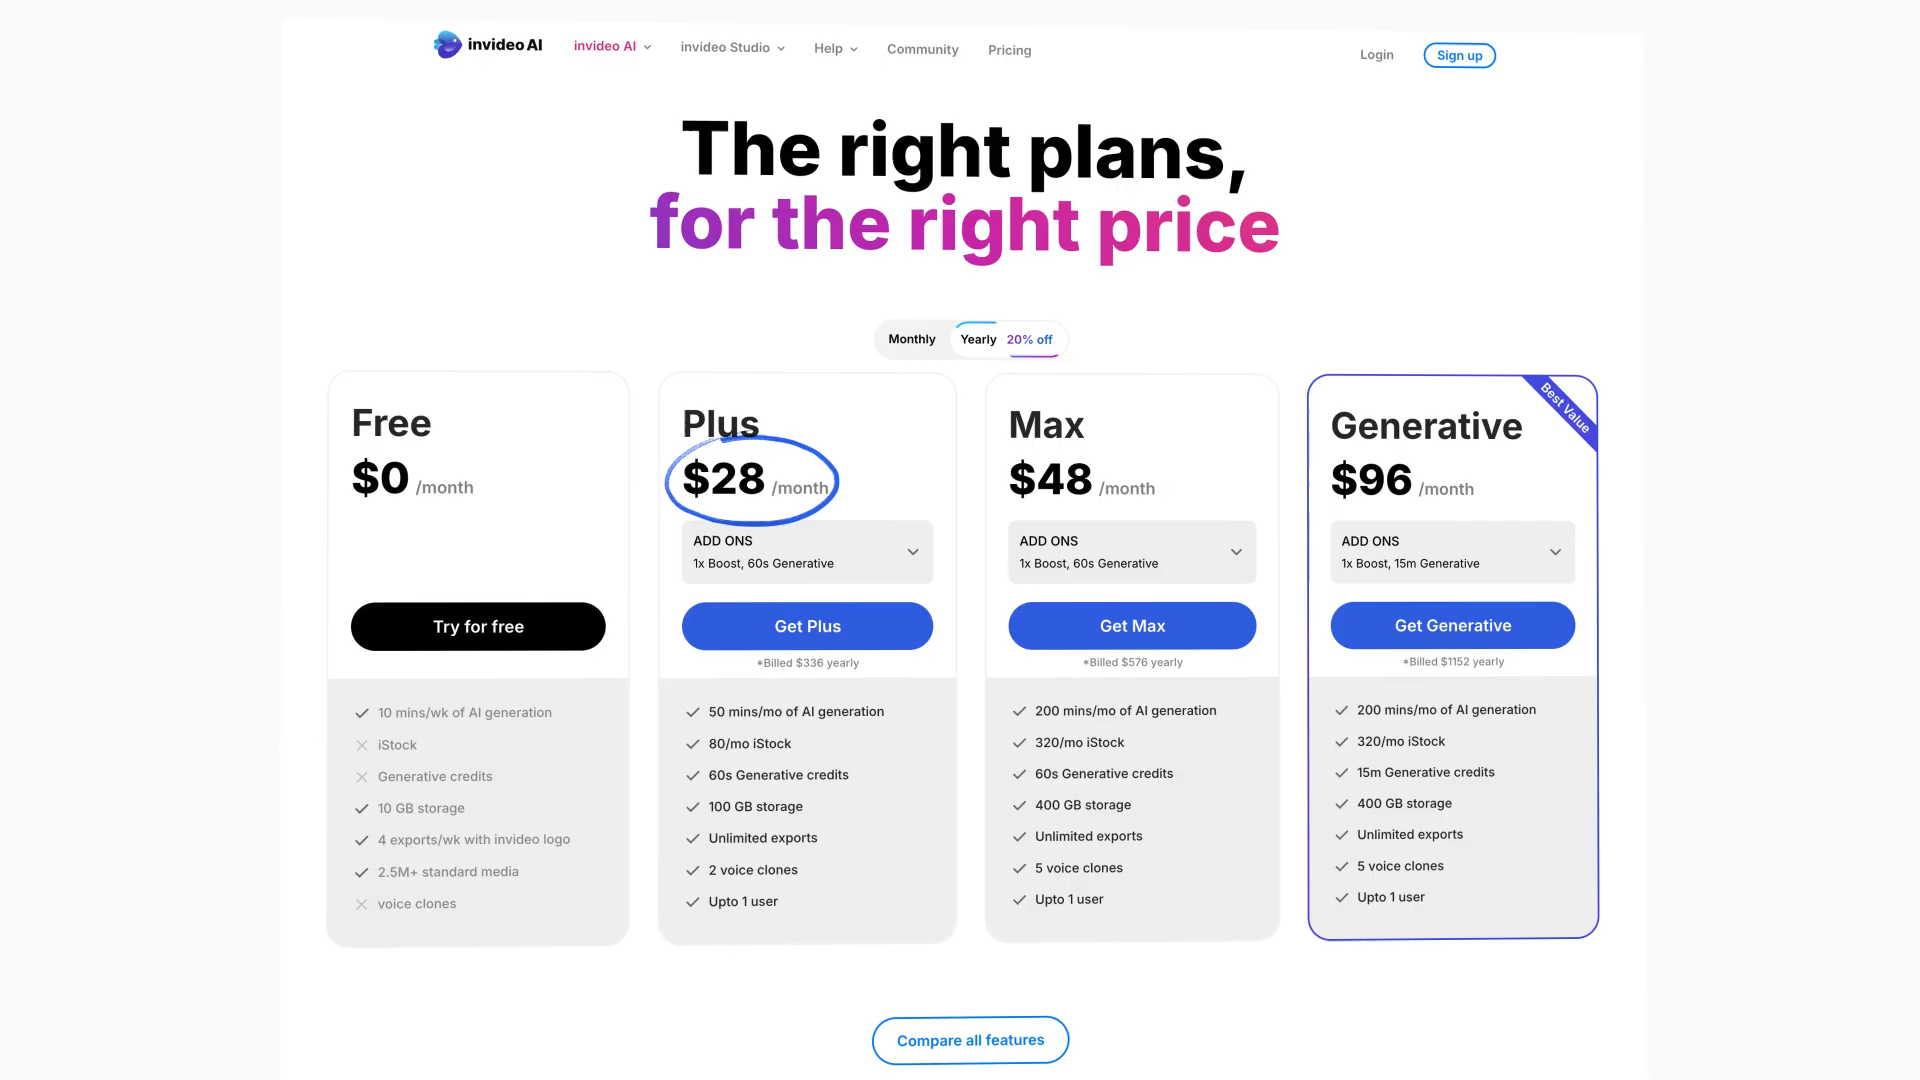 invideo AI
invideo AI
invideo Studio
Help
Community
Pricing
Login
Sign up
The right plans,
for the right price
Monthly
Yearly
20% off
Free
$0 /month
Try for free
10 mins/wk of AI generation
iStock
Generative credits
10 GB storage
4 exports/wk with invideo logo
2.5M+ standard media
voice clones
Plus
$28 /month
ADD ONS
1x Boost, 60s Generative
Get Plus
*Billed $336 yearly
50 mins/mo of AI generation
80/mo iStock
60s Generative credits
100 GB storage
Unlimited exports
2 voice clones
Upto 1 user
Max
$48 /month
ADD ONS
1x Boost, 60s Generative
Get Max
*Billed $576 yearly
200 mins/mo of AI generation
320/mo iStock
60s Generative credits
400 GB storage
Unlimited exports
5 voice clones
Upto 1 user
Best Value
Generative
$96 /month
ADD ONS
1x Boost, 15m Generative
Get Generative
*Billed $1152 yearly
200 mins/mo of AI generation
320/mo iStock
15m Generative credits
400 GB storage
Unlimited exports
5 voice clones
Upto 1 user
Compare all features